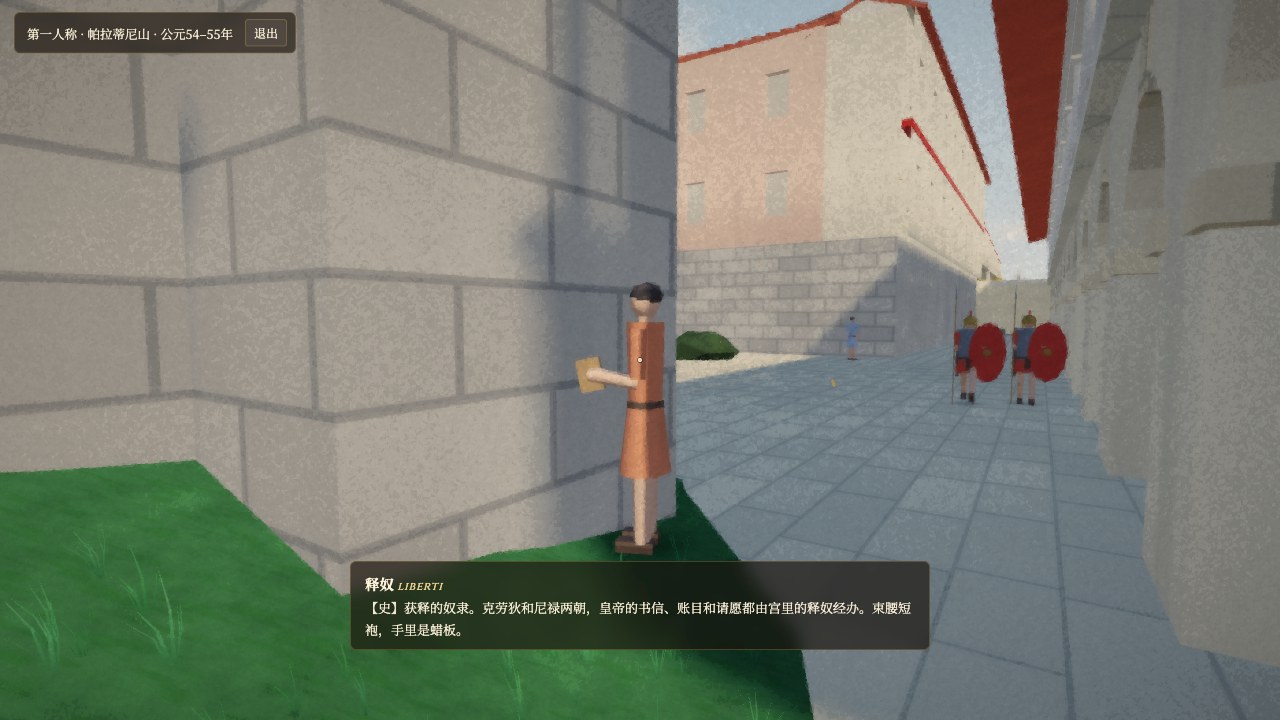 第一人称 · 帕拉蒂尼山 · 公元54–55年 退出
释奴 LIBERTI
【史】获释的奴隶。克劳狄和尼禄两朝，皇帝的书信、账目和请愿都由宫里的释奴经办。束腰短
袍，手里是蜡板。